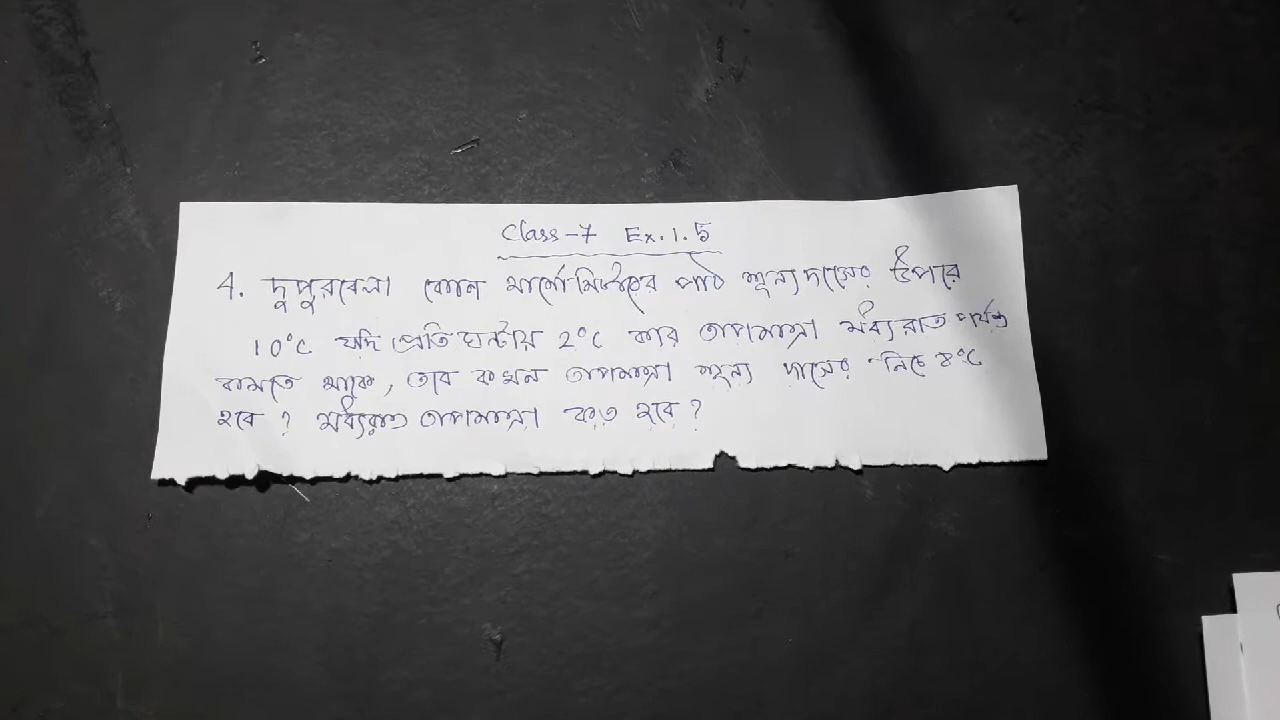 Class-7 Ex.1.5
4. দুপুরবেলা কোন থার্মোমিটারের পাঠ শূন্য দাগের উপরে
10°C যদি প্রতি ঘন্টায় 2°C করে তাপমাত্রা মধ্যরাত পর্যন্ত
কমতে থাকে, তবে কখন তাপমাত্রা শূন্য দাগের নিচে 8°C
হবে ? মধ্যরাতে তাপমাত্রা কত হবে ?